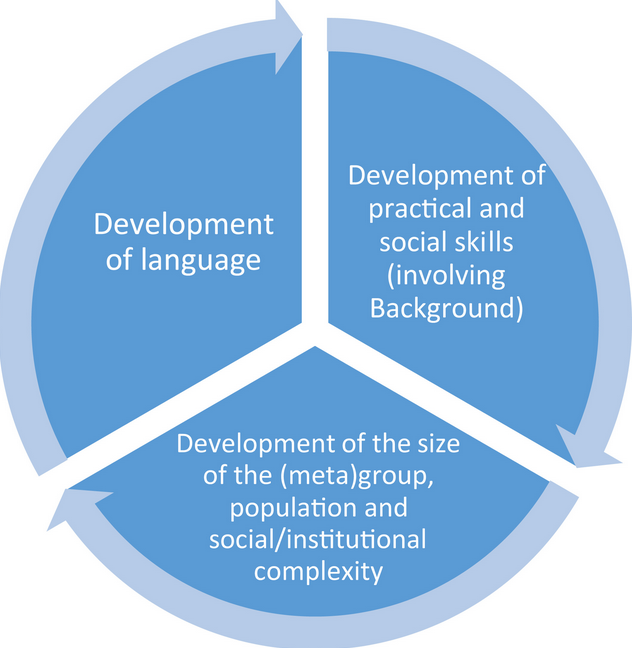 Development
of language
Development of
practical and
social skills
(involving
Background)
Development of the size
of the (meta)group,
population and
social/institutional
complexity